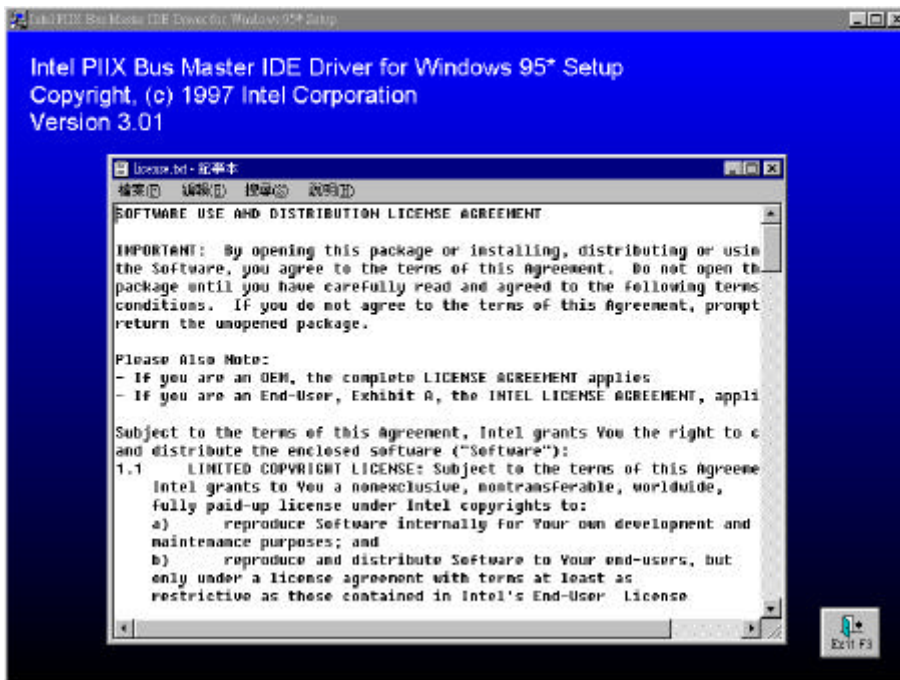 Intel PIIX Bus Master IDE Driver for Windows 95* Setup
Intel PIIX Bus Master IDE Driver for Windows 95* Setup
Copyright, (c) 1997 Intel Corporation
Version 3.01
license.txt - 記事本
檔案(F) 編輯(E) 搜尋(S) 說明(H)
SOFTWARE USE AND DISTRIBUTION LICENSE AGREEMENT
IMPORTANT: By opening this package or installing, distributing or usin
the Software, you agree to the terms of this Agreement. Do not open th
package until you have carefully read and agreed to the following terms
conditions. If you do not agree to the terms of this Agreement, prompt
return the unopened package.
Please Also Note:
- If you are an OEM, the complete LICENSE AGREEMENT applies
- If you are an End-User, Exhibit A, the INTEL LICENSE AGREEMENT, appli
Subject to the terms of this Agreement, Intel grants You the right to c
and distribute the enclosed software ("Software"):
1.1 LIMITED COPYRIGHT LICENSE: Subject to the terms of this Agreeme
Intel grants to You a nonexclusive, nontransferable, worldwide,
fully paid-up license under Intel copyrights to:
a) reproduce Software internally for Your own development and
maintenance purposes; and
b) reproduce and distribute Software to Your end-users, but
only under a license agreement with terms at least as
restrictive as those contained in Intel's End-User License
Exit F3